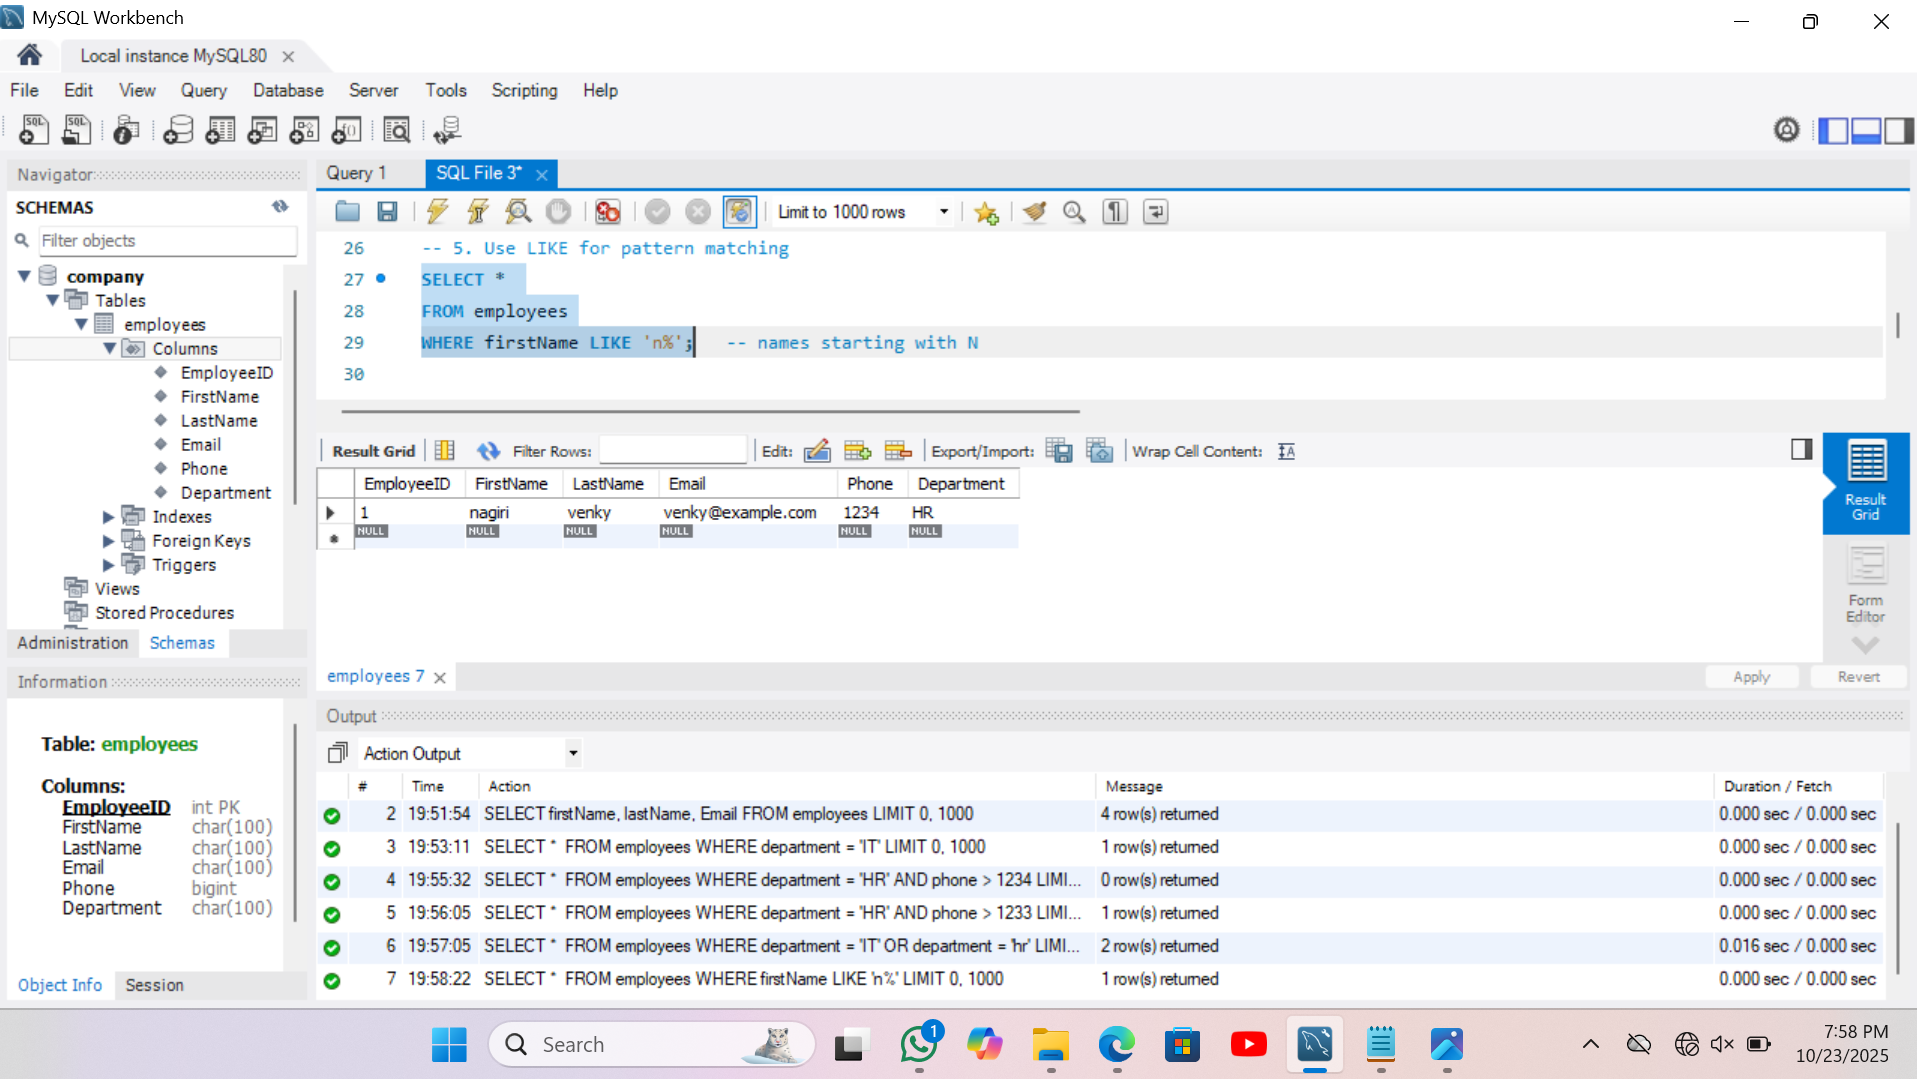 MySQL Workbench
Local instance MySQL80
File Edit View Query Database Server Tools Scripting Help
Navigator
SCHEMAS
Filter objects
company
Tables
employees
Columns
EmployeeID
FirstName
LastName
Email
Phone
Department
Indexes
Foreign Keys
Triggers
Views
Stored Procedures
Administration Schemas
Information
Table: employees
Columns:
EmployeeID int PK
FirstName char(100)
LastName char(100)
Email char(100)
Phone bigint
Department char(100)
Object Info Session
Query 1 SQL File 3*
Limit to 1000 rows
26 -- 5. Use LIKE for pattern matching
27 SELECT *
28 FROM employees
29 WHERE firstName LIKE 'n%'; -- names starting with N
30
Result Grid Filter Rows: Edit: Export/Import: Wrap Cell Content:
EmployeeID FirstName LastName Email Phone Department
1 nagiri venky venky@example.com 1234 HR
NULL NULL NULL NULL NULL NULL
Result Grid
Form Editor
employees 7
Apply Revert
Output
Action Output
# Time Action Message Duration / Fetch
2 19:51:54 SELECT firstName, lastName, Email FROM employees LIMIT 0, 1000 4 row(s) returned 0.000 sec / 0.000 sec
3 19:53:11 SELECT * FROM employees WHERE department = 'IT' LIMIT 0, 1000 1 row(s) returned 0.000 sec / 0.000 sec
4 19:55:32 SELECT * FROM employees WHERE department = 'HR' AND phone > 1234 LIMI... 0 row(s) returned 0.000 sec / 0.000 sec
5 19:56:05 SELECT * FROM employees WHERE department = 'HR' AND phone > 1233 LIMI... 1 row(s) returned 0.000 sec / 0.000 sec
6 19:57:05 SELECT * FROM employees WHERE department = 'IT' OR department = 'hr' LIMI... 2 row(s) returned 0.016 sec / 0.000 sec
7 19:58:22 SELECT * FROM employees WHERE firstName LIKE 'n%' LIMIT 0, 1000 1 row(s) returned 0.000 sec / 0.000 sec
Search
1
7:58 PM
10/23/2025